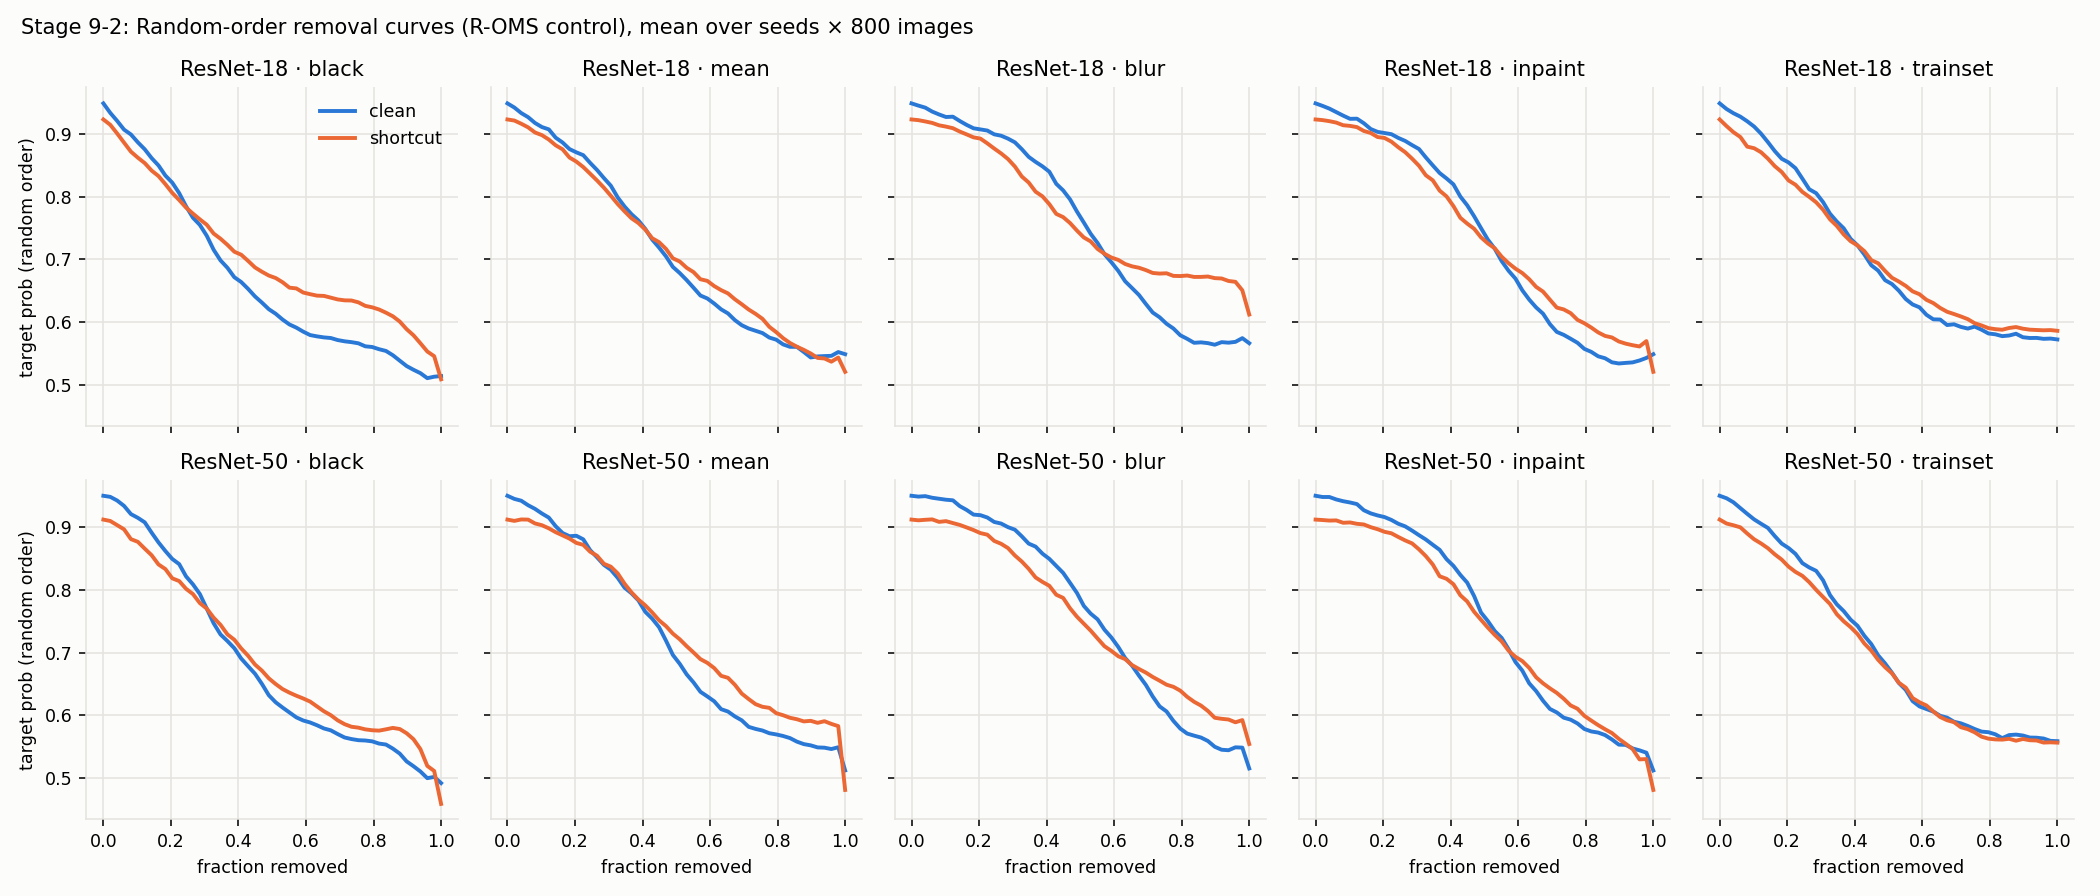 Stage 9-2: Random-order removal curves (R-OMS control), mean over seeds × 800 images
ResNet-18 · black
ResNet-18 · mean
ResNet-18 · blur
ResNet-18 · inpaint
ResNet-18 · trainset
clean
shortcut
target prob (random order)
0.9
0.8
0.7
0.6
0.5
ResNet-50 · black
ResNet-50 · mean
ResNet-50 · blur
ResNet-50 · inpaint
ResNet-50 · trainset
target prob (random order)
0.9
0.8
0.7
0.6
0.5
0.0 0.2 0.4 0.6 0.8 1.0
0.0 0.2 0.4 0.6 0.8 1.0
0.0 0.2 0.4 0.6 0.8 1.0
0.0 0.2 0.4 0.6 0.8 1.0
0.0 0.2 0.4 0.6 0.8 1.0
fraction removed
fraction removed
fraction removed
fraction removed
fraction removed